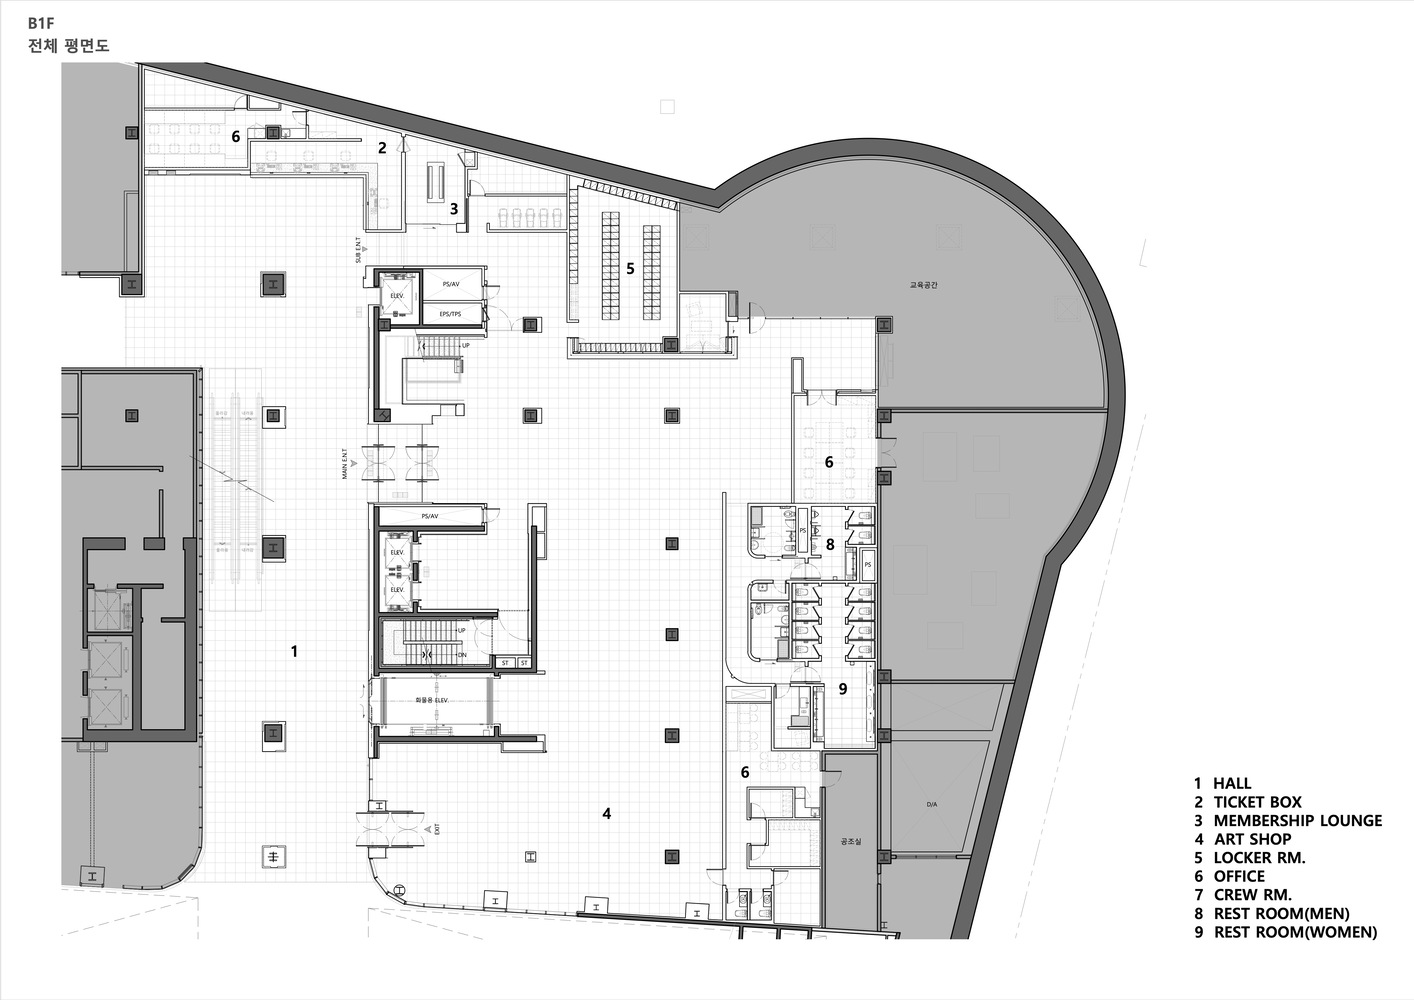 B1F
전체 평면도
6
2
3
SUB E.N.T
5
교육공간
ELEV.
PS/AV
EPS/TPS
UP
MAIN E.N.T
6
PS/AV
PS
8
PS
ELEV.
ELEV.
UP
DN
ST
ST
1
9
화물용 ELEV.
6
D/A
4
EXIT
공조실
1 HALL
2 TICKET BOX
3 MEMBERSHIP LOUNGE
4 ART SHOP
5 LOCKER RM.
6 OFFICE
7 CREW RM.
8 REST ROOM(MEN)
9 REST ROOM(WOMEN)